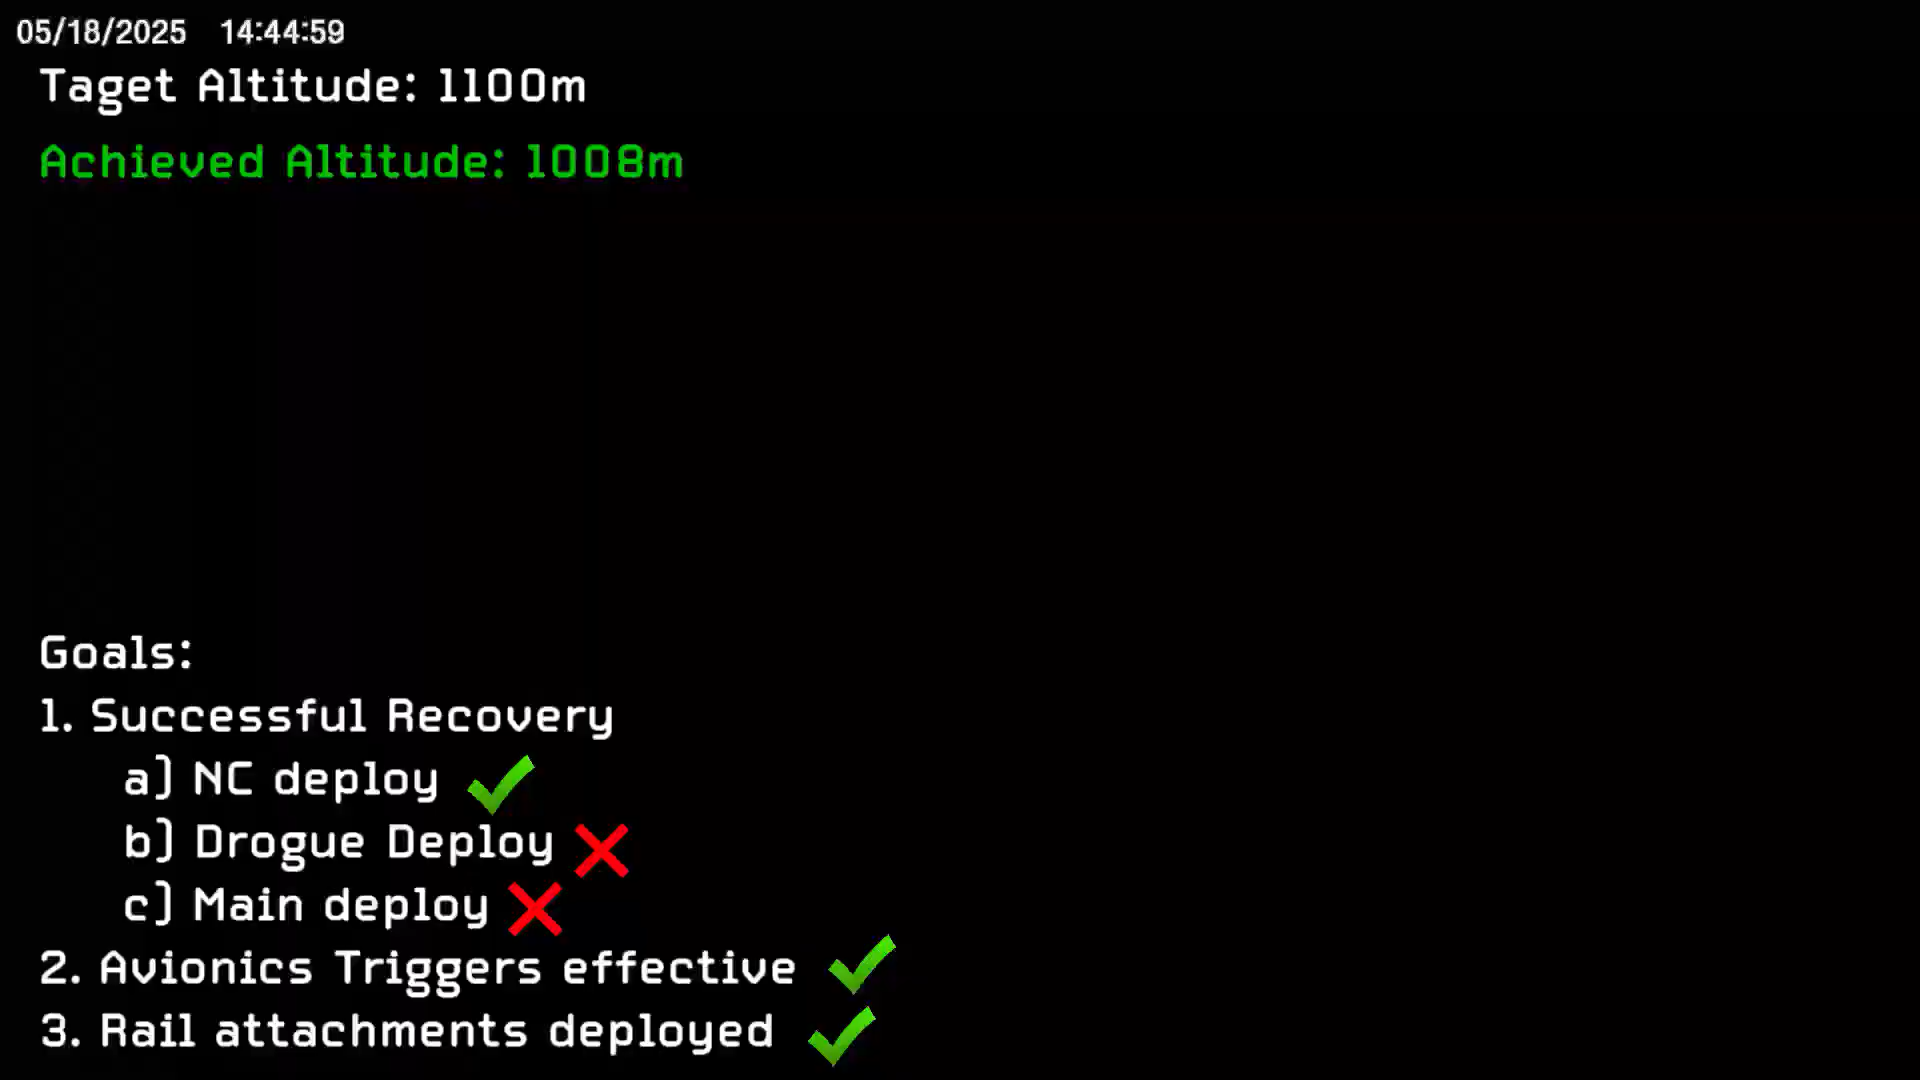 05/18/2025 14:44:59
Taget Altitude: 1100m
Achieved Altitude: 1008m
Goals:
1. Successful Recovery
a) NC deploy
b) Drogue Deploy
c) Main deploy
2. Avionics Triggers effective
3. Rail attachments deployed